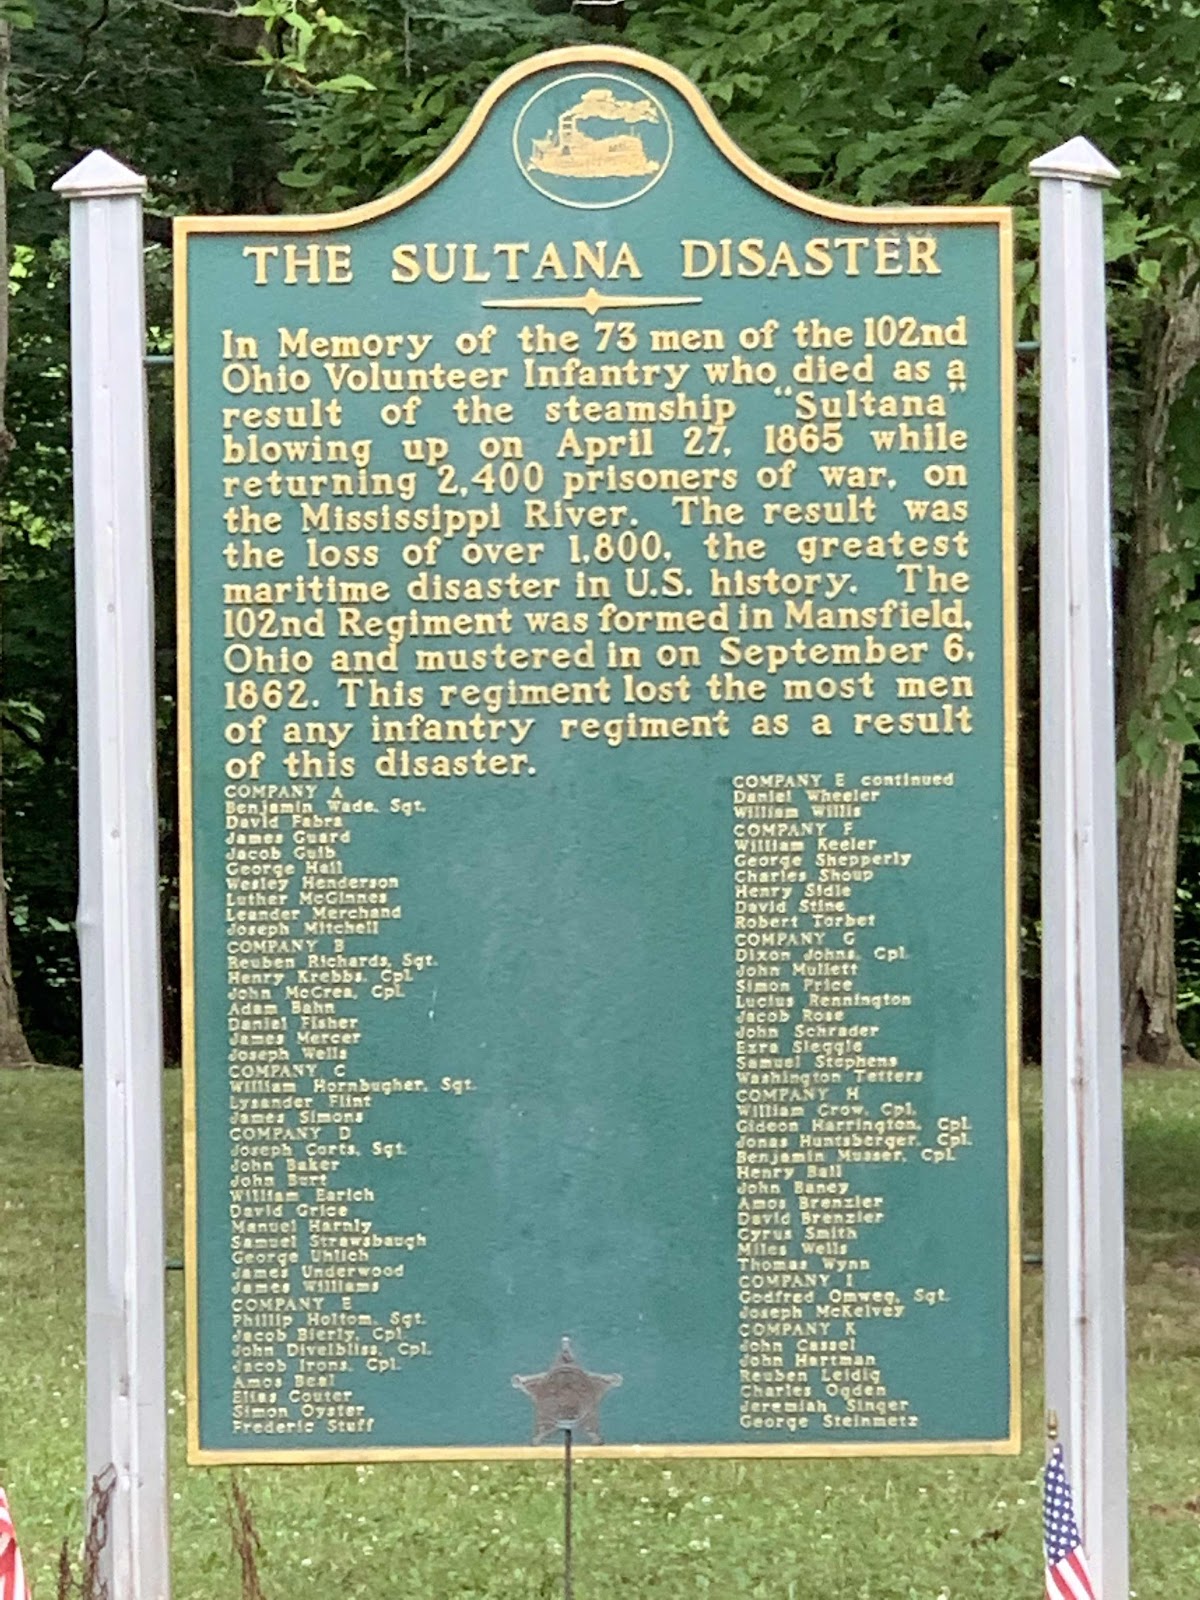 THE SULTANA DISASTER
In Memory of the 73 men of the 102nd
Ohio Volunteer Infantry who died as a
result of the steamship "Sultana"
blowing up on April 27, 1865 while
returning 2,400 prisoners of war, on
the Mississippi River. The result was
the loss of over 1,800, the greatest
maritime disaster in U.S. history. The
102nd Regiment was formed in Mansfield,
Ohio and mustered in on September 6,
1862. This regiment lost the most men
of any infantry regiment as a result
of this disaster.
COMPANY A
Benjamin Wade, Sgt.
David Fabra
James Guard
Jacob Guib
George Hall
Wesley Henderson
Luther McGinnes
Leander Merchand
Joseph Mitchell
COMPANY B
Reuben Richards, Sgt.
Henry Krebbs, Cpl.
John McCrea, Cpl.
Adam Bahn
Daniel Fisher
James Mercer
Joseph Wells
COMPANY C
William Hornbugher, Sgt.
Lysander Flint
James Simons
COMPANY D
Joseph Corts, Sgt.
John Baker
John Burt
William Earich
David Grice
Manuel Harnly
Samuel Strawsbaugh
George Uhlich
James Underwood
James Williams
COMPANY E
Phillip Holtom, Sgt.
Jacob Bierly, Cpl.
John Divelbliss, Cpl.
Jacob Irons, Cpl.
Amos Beal
Elias Couter
Simon Oyster
Frederic Stuff
COMPANY E continued
Daniel Wheeler
William Willis
COMPANY F
William Keeler
George Shepperly
Charles Shoup
Henry Sidle
David Stine
Robert Torbet
COMPANY G
Dixon Johns, Cpl.
John Mullett
Simon Price
Lucius Rennington
Jacob Rose
John Schrader
Ezra Sleggle
Samuel Stephens
Washington Tetters
COMPANY H
William Crow, Cpl.
Gideon Harrington, Cpl.
Jonas Huntsberger, Cpl.
Benjamin Musser, Cpl.
Henry Ball
John Baney
Amos Brenzier
David Brenzier
Cyrus Smith
Miles Wells
Thomas Wynn
COMPANY I
Godfred Omweg, Sgt.
Joseph McKelvey
COMPANY K
John Cassel
John Hartman
Reuben Leidig
Charles Ogden
Jeremiah Singer
George Steinmetz